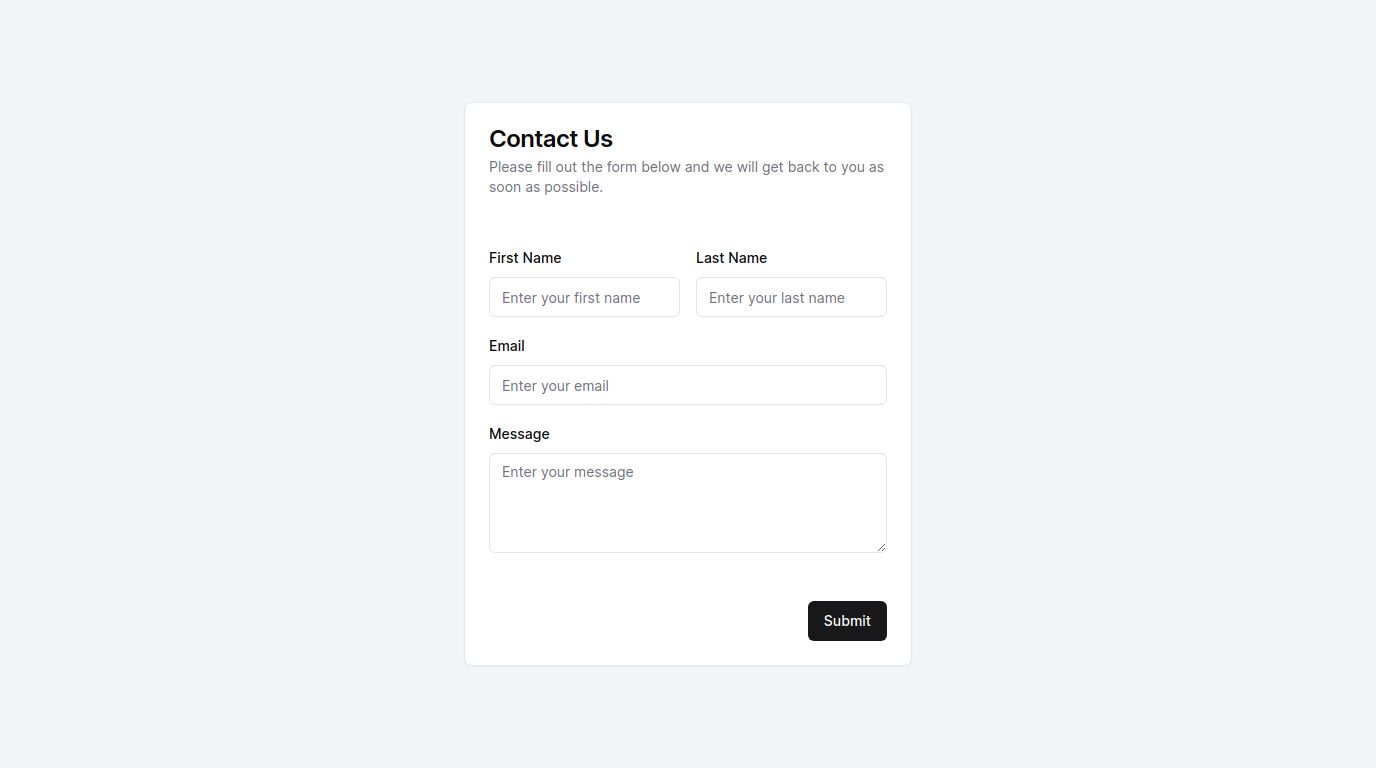 Contact Us
Please fill out the form below and we will get back to you as
soon as possible.
First Name
Last Name
Enter your first name
Enter your last name
Email
Enter your email
Message
Enter your message
Submit